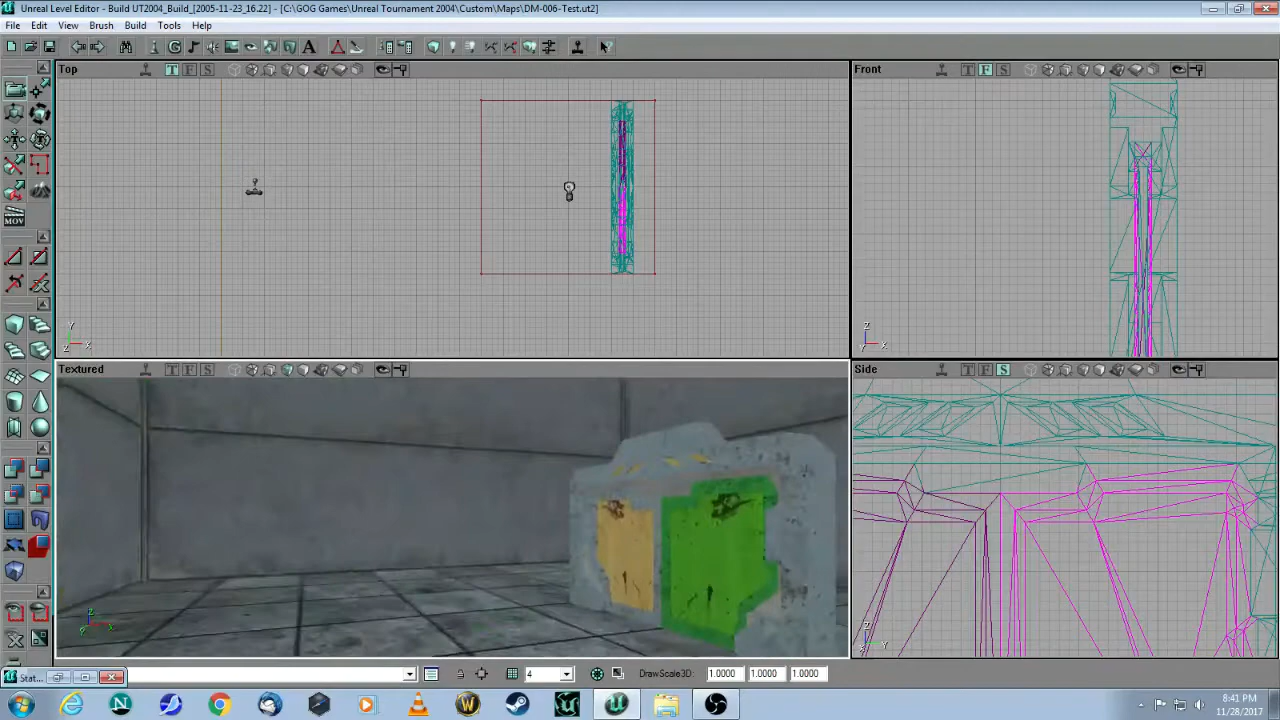 Unreal Level Editor - Build UT2004_Build_[2005-11-23_16.22] - [C:\GOG Games\Unreal Tournament 2004\Custom\Maps\DM-006-Test.ut2]
File Edit View Brush Build Tools Help
Top
T F S
Front
T F S
MOV
Y
Z X
Z
Y X
Textured
T F S
Side
T F S
Z
Y X
Z
X Y
4
DrawScale3D: 1.0000 1.0000 1.0000
Stat...
8:41 PM
11/28/2017